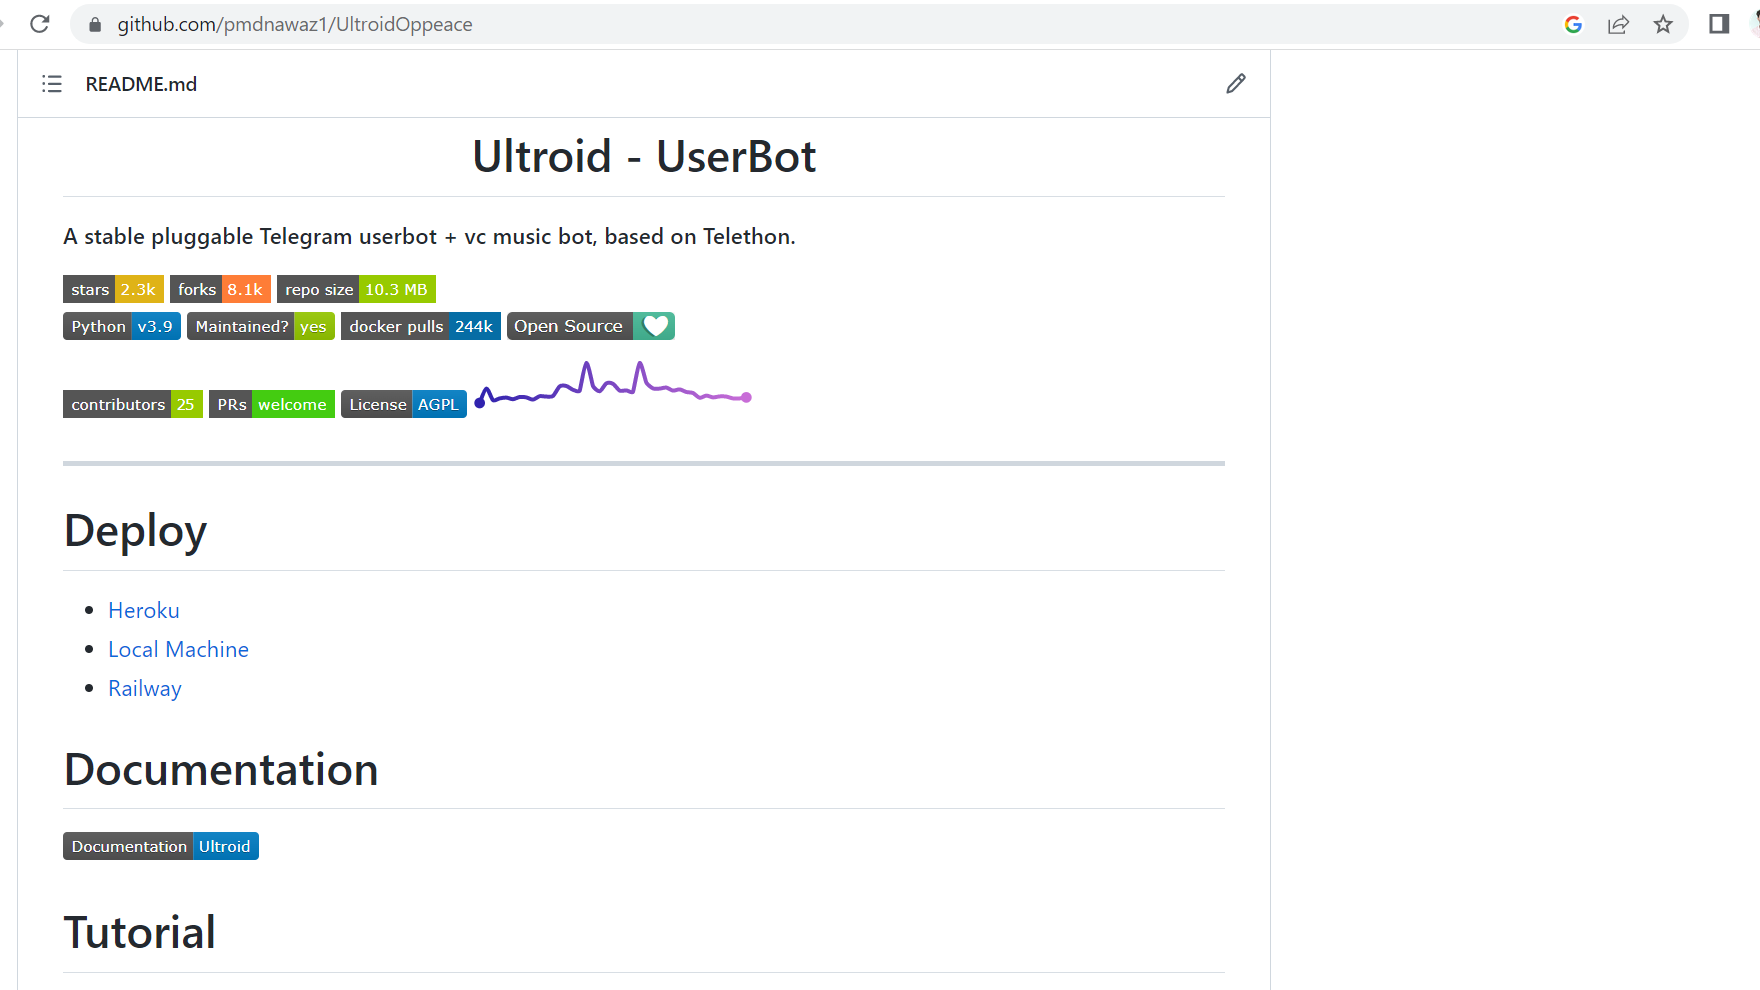 github.com/pmdnawaz1/UltroidOppeace
README.md
Ultroid - UserBot
A stable pluggable Telegram userbot + vc music bot, based on Telethon.
stars 2.3k forks 8.1k repo size 10.3 MB
Python v3.9 Maintained? yes docker pulls 244k Open Source
contributors 25 PRs welcome License AGPL
Deploy
Heroku
Local Machine
Railway
Documentation
Documentation Ultroid
Tutorial